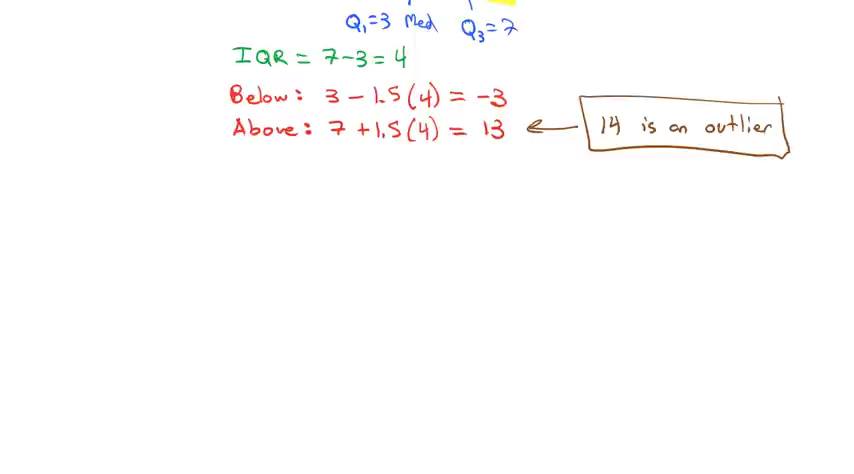 Q₁=3 Med Q₃=7
IQR = 7-3=4
Below: 3 - 1.5(4) = -3
Above: 7 +1.5(4) = 13
14 is an outlier